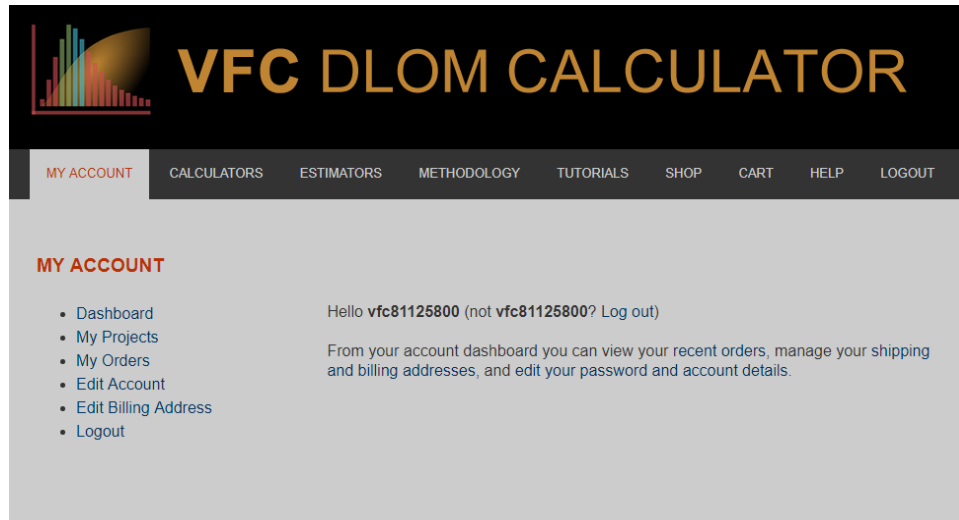 VFC DLOM CALCULATOR
MY ACCOUNT CALCULATORS ESTIMATORS METHODOLOGY TUTORIALS SHOP CART HELP LOGOUT
MY ACCOUNT
Dashboard
My Projects
My Orders
Edit Account
Edit Billing Address
Logout
Hello vfc81125800 (not vfc81125800? Log out)
From your account dashboard you can view your recent orders, manage your shipping
and billing addresses, and edit your password and account details.